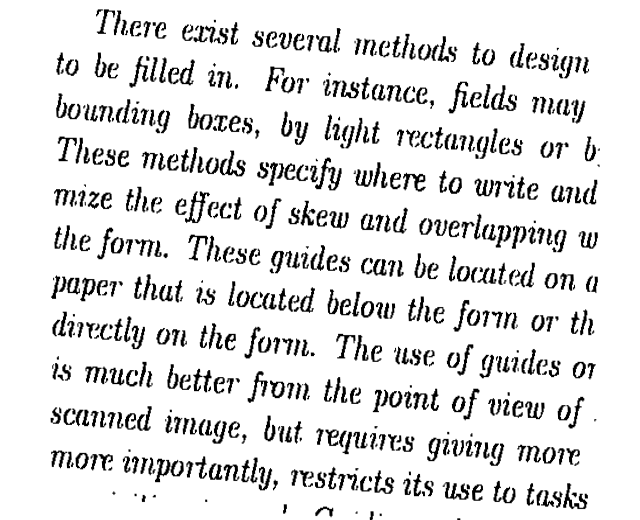 There exist several methods to design
to be filled in. For instance, fields may
bounding boxes, by light rectangles or b
These methods specify where to write and
mize the effect of skew and overlapping w
the form. These guides can be located on a
paper that is located below the form or th
directly on the form. The use of guides or
is much better from the point of view of
scanned image, but requires giving more
more importantly, restricts its use to tasks